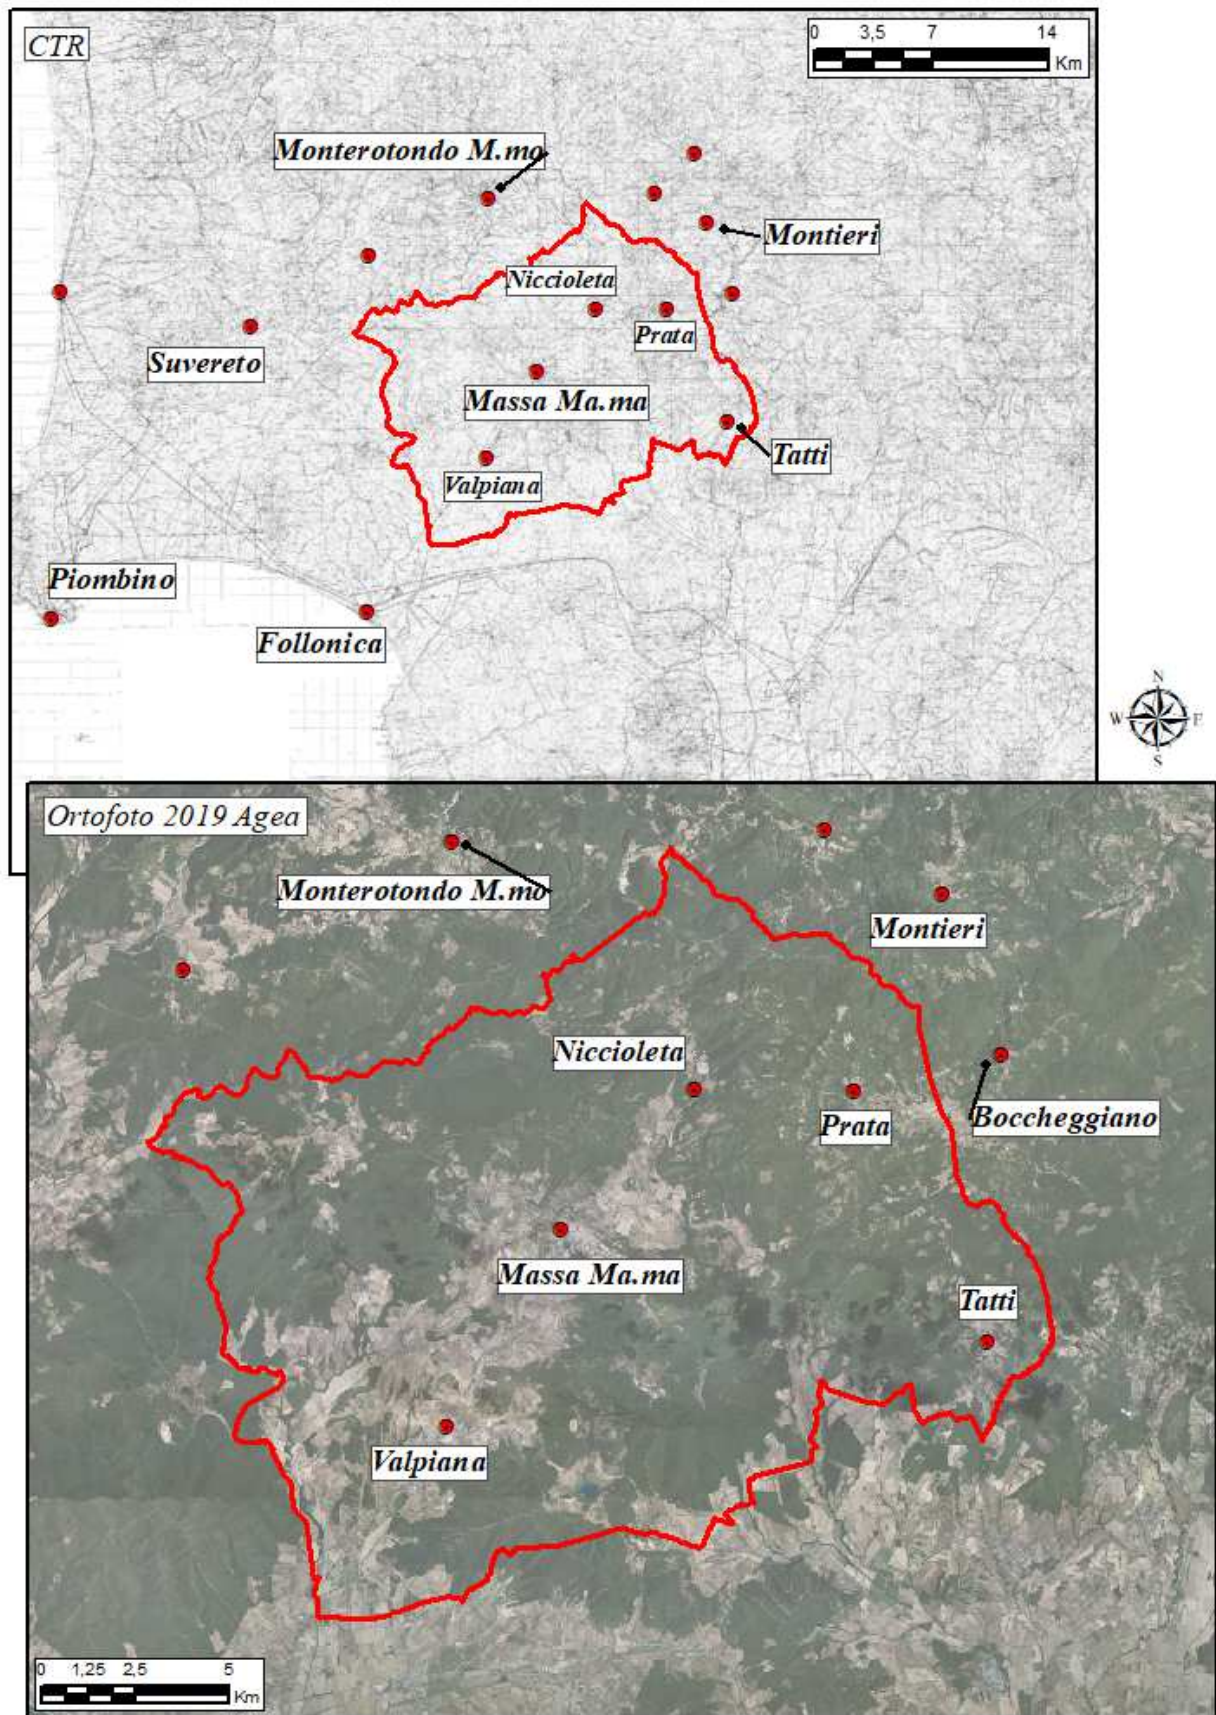 CTR
0 3,5 7 14
Km
Monterotondo M.mo
Montieri
Niccioleta
Prata
Suvereto
Massa Ma.ma
Tatti
Valpiana
Piombino
Follonica
N
W E
S
Ortofoto 2019 Agea
Monterotondo M.mo
Montieri
Niccioleta
Prata
Boccheggiano
Massa Ma.ma
Tatti
Valpiana
0 1,25 2,5 5
Km